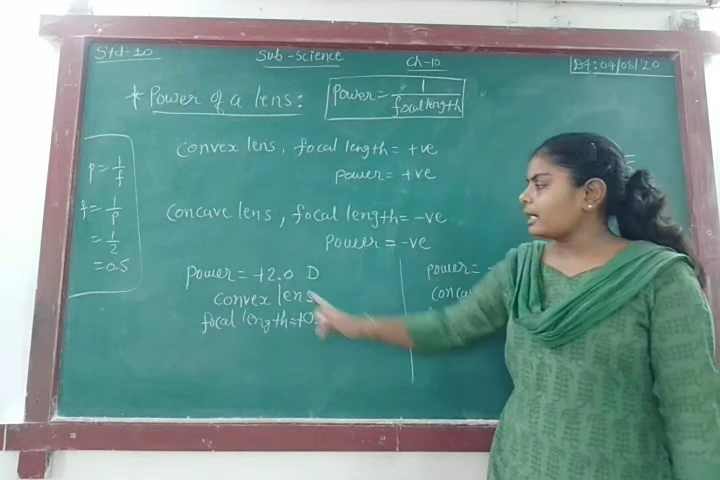 Std-10
Sub-Science
Ch-10
Dt:04/08/20
* Power of a lens:
Power = 1/focal length
convex lens, focal length = +ve
power = +ve
concave lens, focal length = -ve
power = -ve
P = 1/f
f = 1/P
= 1/2
= 0.5
power = +2.0 D
convex lens
focal length = +0.
power = -